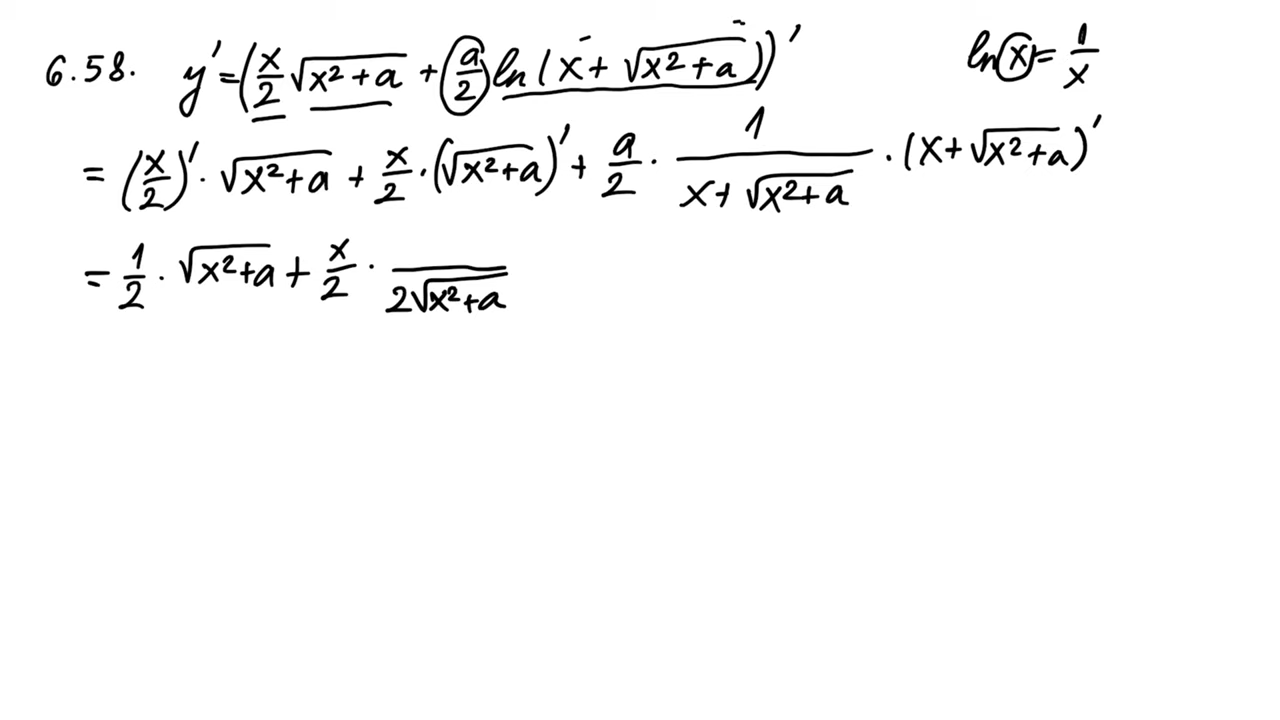 6.58. y' = (x/2 √(x²+a) + a/2 ln(x + √(x²+a)))' ln x = 1/x
= (x/2)' · √(x²+a) + x/2 · (√(x²+a))' + a/2 · 1/(x + √(x²+a)) · (x + √(x²+a))'
= 1/2 · √(x²+a) + x/2 · /(2√(x²+a))